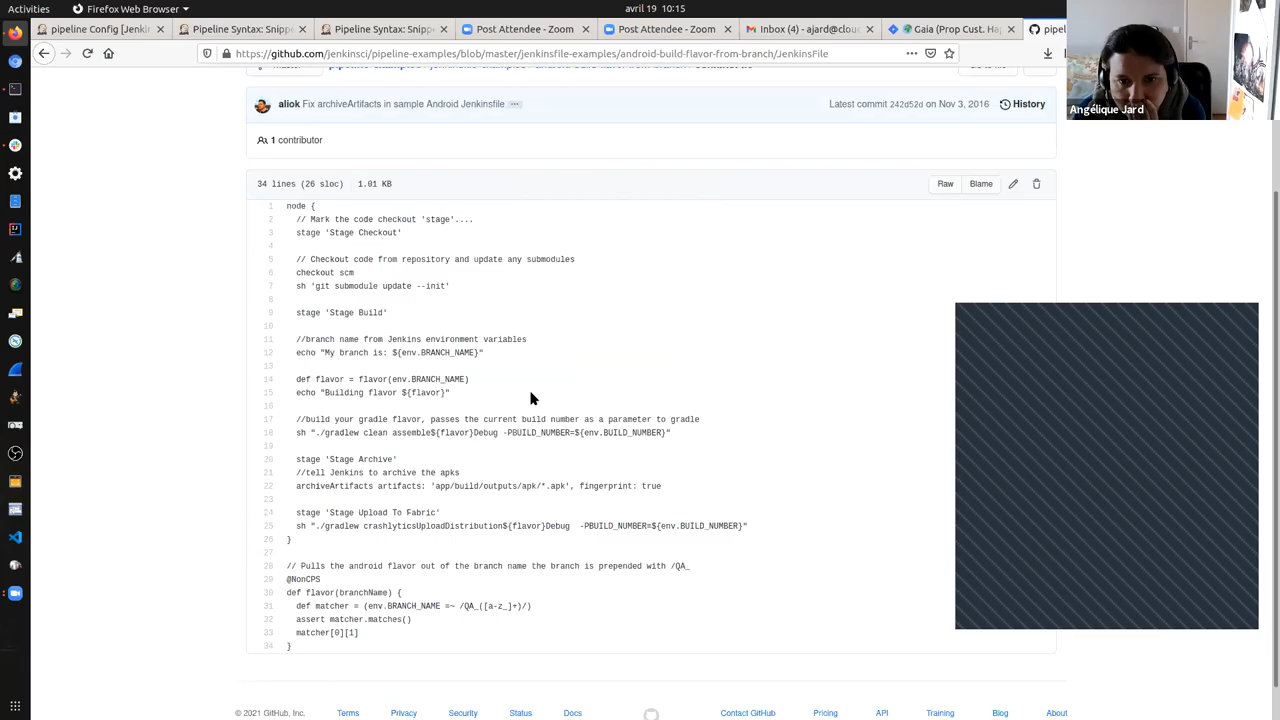 Activities
Firefox Web Browser
avril 19 10:15
pipeline Config [Jenkins
Pipeline Syntax: Snippe
Pipeline Syntax: Snippe
Post Attendee - Zoom
Post Attendee - Zoom
Inbox (4) - ajard@clou
Gaia (Prop Cust. Ha
pipel
https://github.com/jenkinsci/pipeline-examples/blob/master/jenkinsfile-examples/android-build-flavor-from-branch/JenkinsFile
Angélique Jard
aliok Fix archiveArtifacts in sample Android Jenkinsfile
Latest commit 242d52d on Nov 3, 2016
History
1 contributor
34 lines (26 sloc) 1.01 KB
Raw
Blame
1 node {
2 // Mark the code checkout 'stage'....
3 stage 'Stage Checkout'
4
5 // Checkout code from repository and update any submodules
6 checkout scm
7 sh 'git submodule update --init'
8
9 stage 'Stage Build'
10
11 //branch name from Jenkins environment variables
12 echo "My branch is: ${env.BRANCH_NAME}"
13
14 def flavor = flavor(env.BRANCH_NAME)
15 echo "Building flavor ${flavor}"
16
17 //build your gradle flavor, passes the current build number as a parameter to gradle
18 sh "./gradlew clean assemble${flavor}Debug -PBUILD_NUMBER=${env.BUILD_NUMBER}"
19
20 stage 'Stage Archive'
21 //tell Jenkins to archive the apks
22 archiveArtifacts artifacts: 'app/build/outputs/apk/*.apk', fingerprint: true
23
24 stage 'Stage Upload To Fabric'
25 sh "./gradlew crashlyticsUploadDistribution${flavor}Debug -PBUILD_NUMBER=${env.BUILD_NUMBER}"
26 }
27
28 // Pulls the android flavor out of the branch name the branch is prepended with /QA_
29 @NonCPS
30 def flavor(branchName) {
31 def matcher = (env.BRANCH_NAME =~ /QA_([a-z_]+)/)
32 assert matcher.matches()
33 matcher[0][1]
34 }
© 2021 GitHub, Inc.
Terms
Privacy
Security
Status
Docs
Contact GitHub
Pricing
API
Training
Blog
About